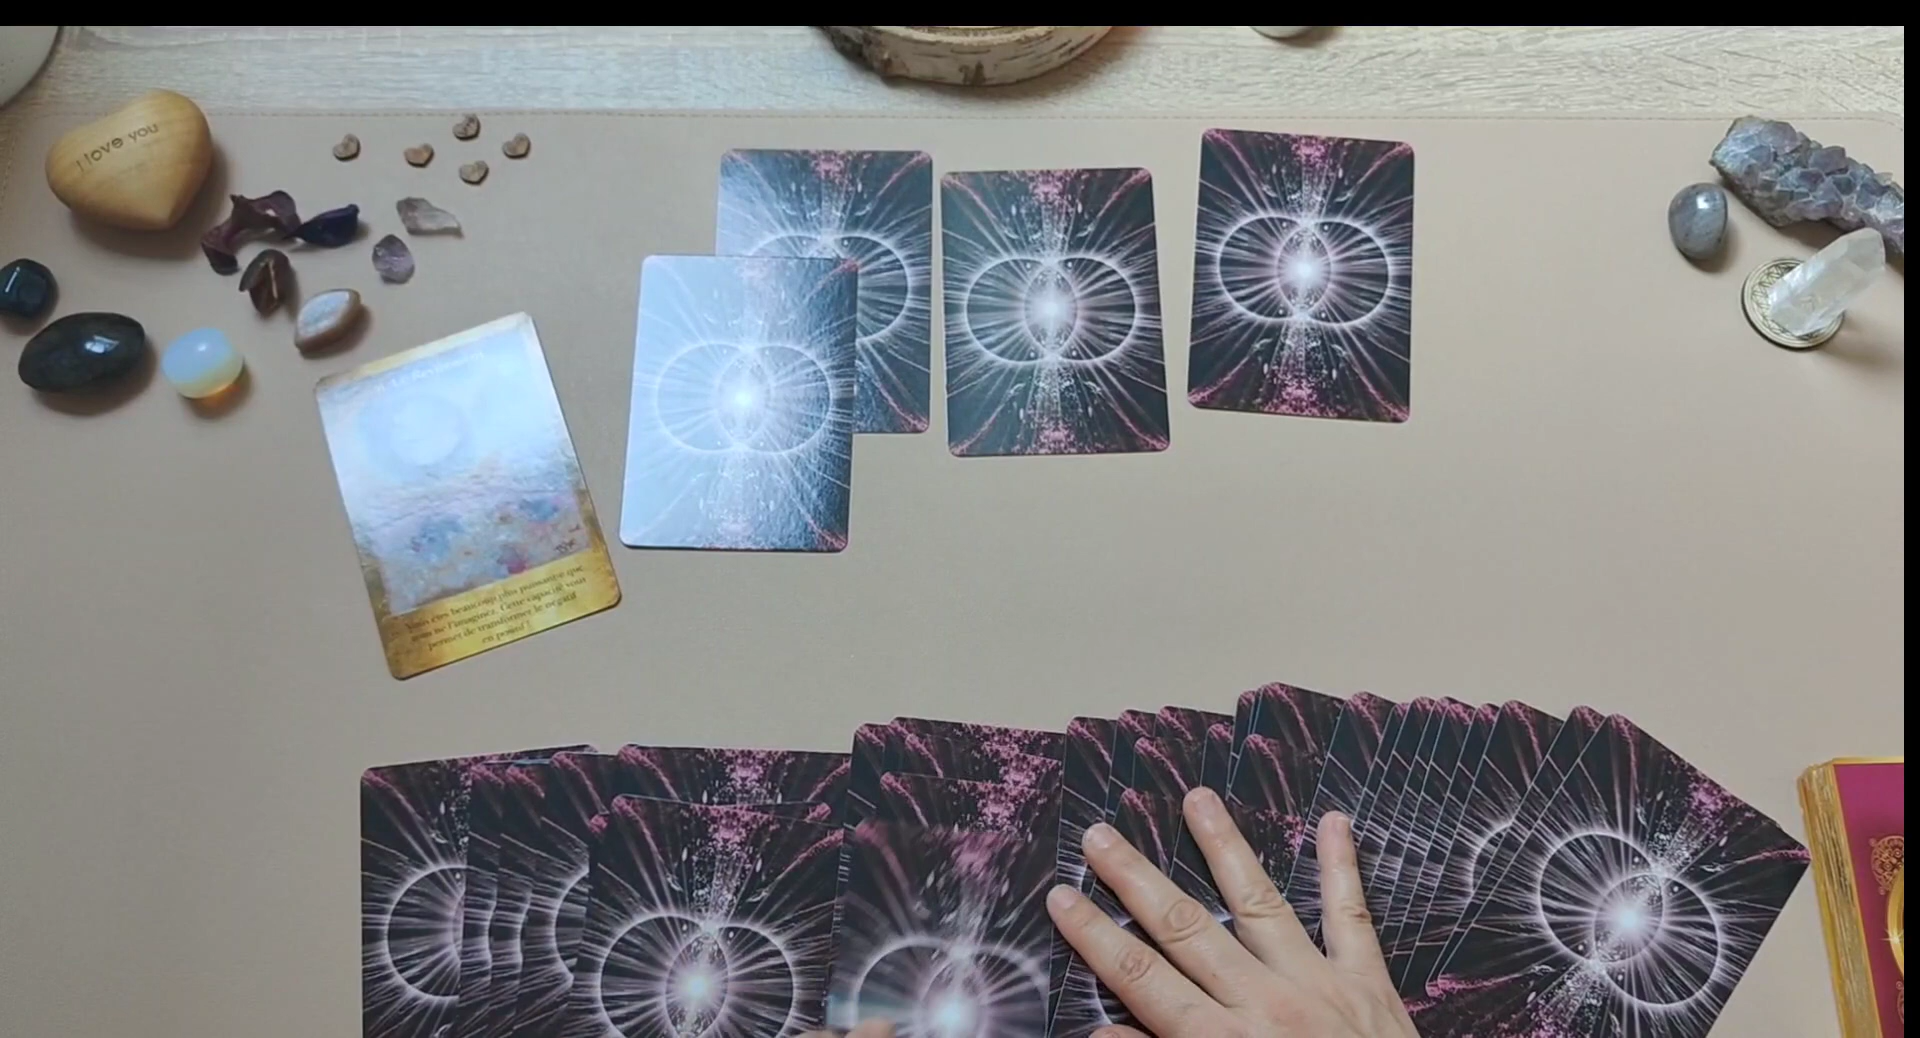 I love you
Vous êtes beaucoup plus puissant·e que
vous ne l'imaginez. Cette capacité vous
permet de transformer le négatif
en positif !